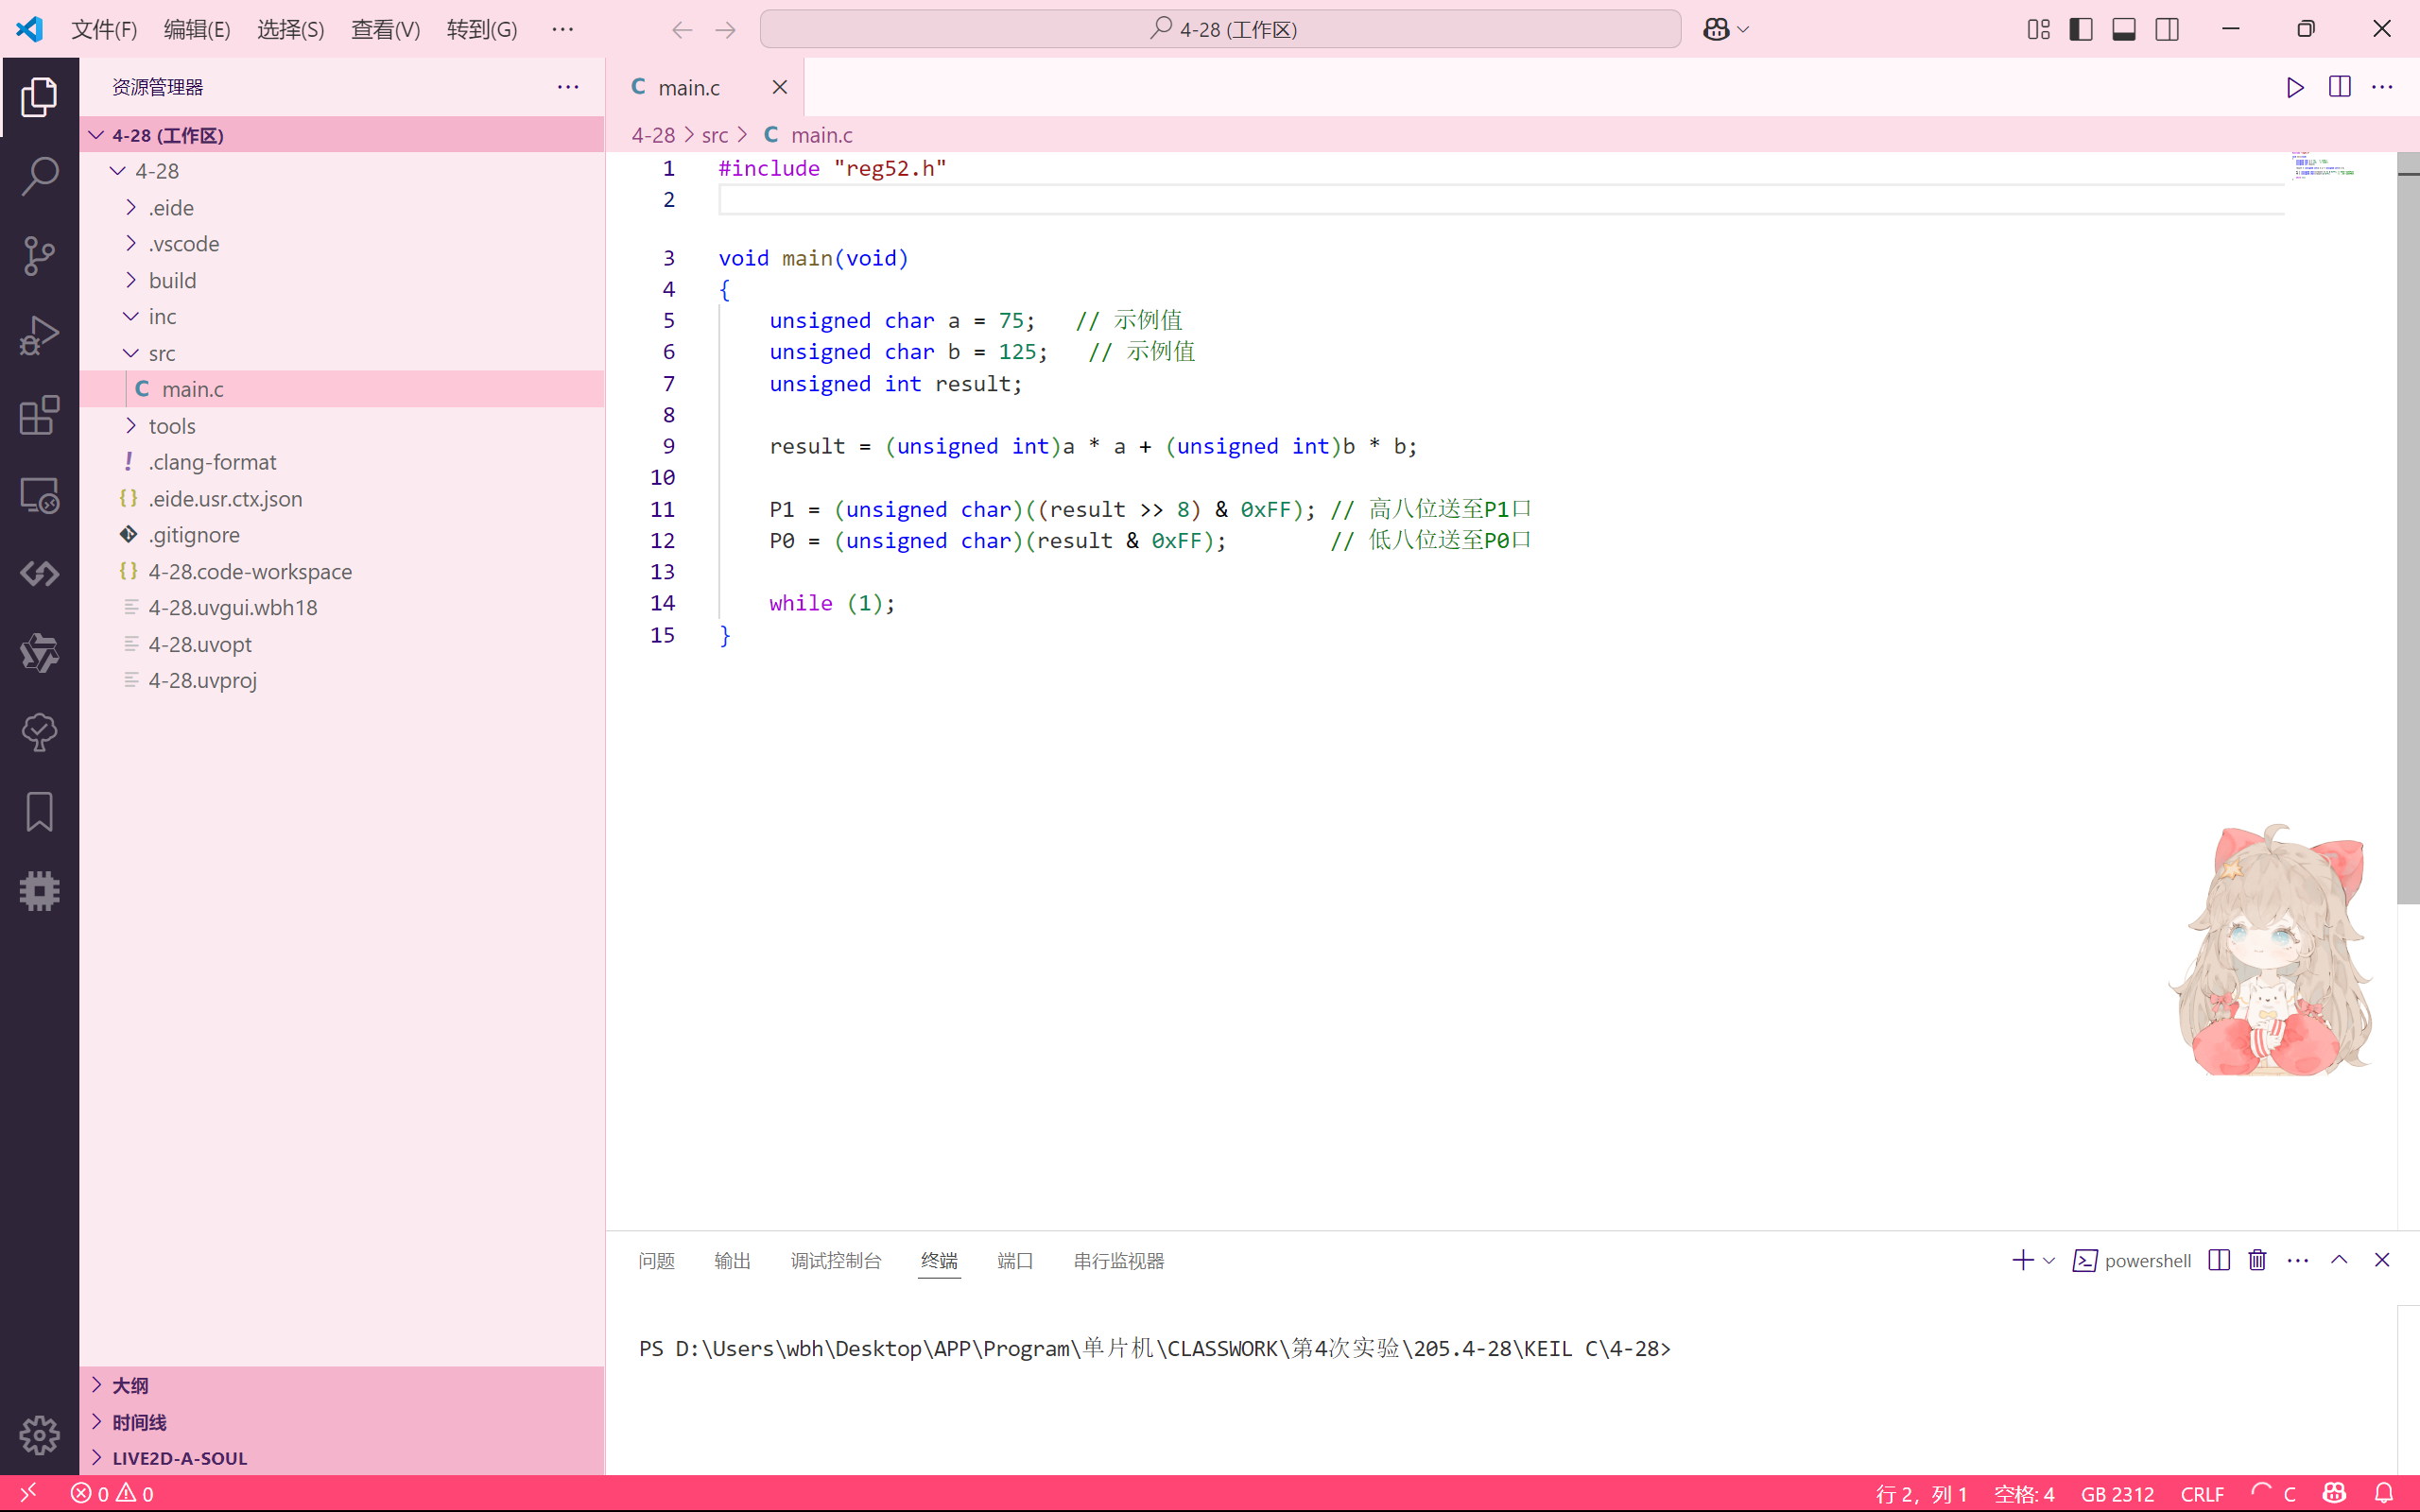 文件(F) 编辑(E) 选择(S) 查看(V) 转到(G) ··· 4-28 (工作区)
资源管理器 ···
4-28 (工作区)
4-28
.eide
.vscode
build
inc
src
C main.c
tools
! .clang-format
{} .eide.usr.ctx.json
.gitignore
{} 4-28.code-workspace
4-28.uvgui.wbh18
4-28.uvopt
4-28.uvproj
大纲
时间线
LIVE2D-A-SOUL
C main.c
4-28 > src > C main.c
1 #include "reg52.h"
2
3 void main(void)
4 {
5     unsigned char a = 75;   // 示例值
6     unsigned char b = 125;   // 示例值
7     unsigned int result;
8
9     result = (unsigned int)a * a + (unsigned int)b * b;
10
11     P1 = (unsigned char)((result >> 8) & 0xFF); // 高八位送至P1口
12     P0 = (unsigned char)(result & 0xFF);        // 低八位送至P0口
13
14     while (1);
15 }
问题 输出 调试控制台 终端 端口 串行监视器 powershell ···
PS D:\Users\wbh\Desktop\APP\Program\单片机\CLASSWORK\第4次实验\205.4-28\KEIL C\4-28>
0 0 行 2，列 1 空格: 4 GB 2312 CRLF C